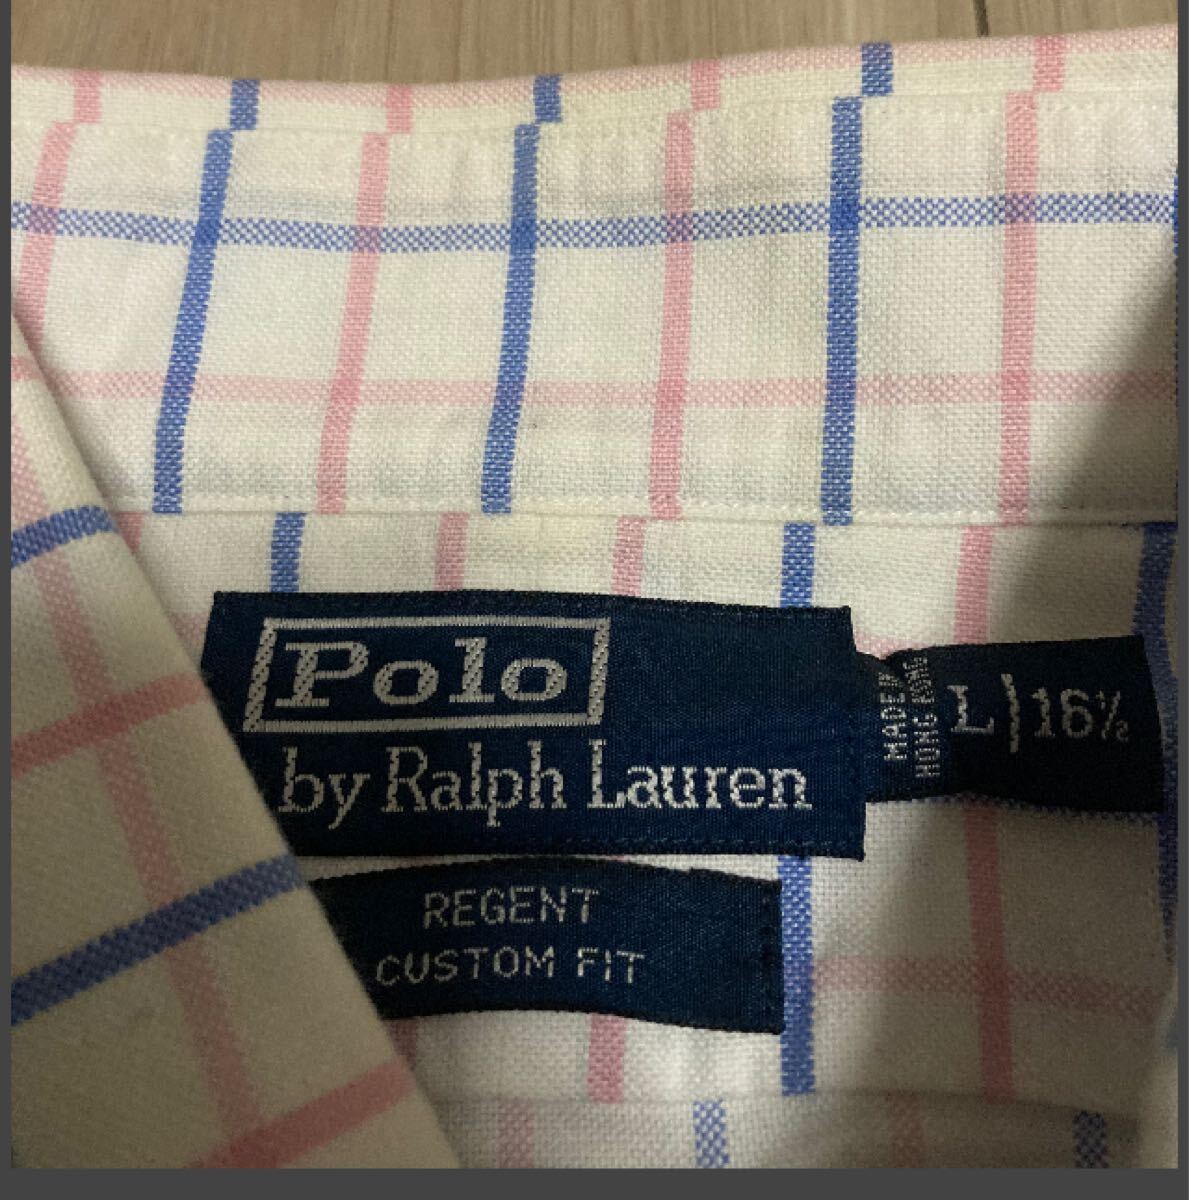 Polo
by Ralph Lauren
MADE IN
HONG KONG
L | 16½
REGENT
CUSTOM FIT